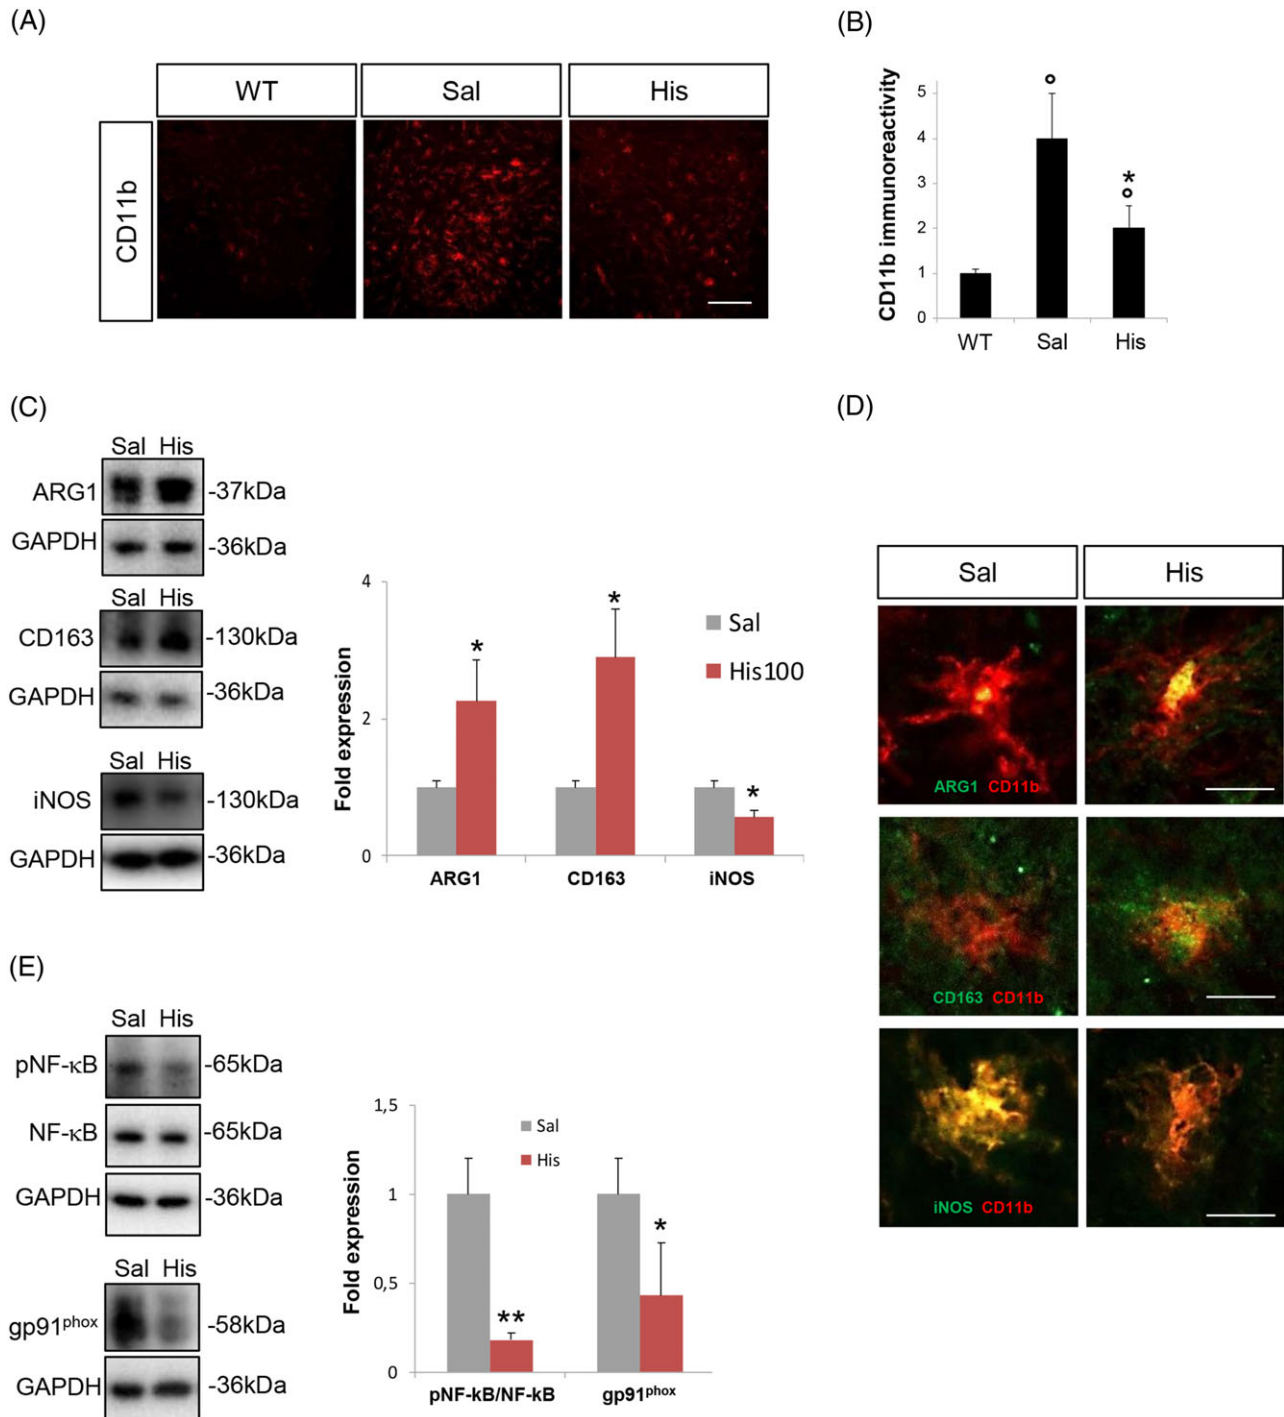 (A)
WT Sal His
CD11b
(B)
CD11b immunoreactivity
5
4
3
2
1
0
WT Sal His
*
(C)
Sal His
ARG1 -37kDa
GAPDH -36kDa
Sal His
CD163 -130kDa
GAPDH -36kDa
Sal His
iNOS -130kDa
GAPDH -36kDa
Fold expression
4
2
0
* * *
Sal
His100
ARG1 CD163 iNOS
(D)
Sal His
ARG1 CD11b
CD163 CD11b
iNOS CD11b
(E)
Sal His
pNF-κB -65kDa
NF-κB -65kDa
GAPDH -36kDa
Sal His
gp91phox -58kDa
GAPDH -36kDa
Fold expression
1,5
1
0,5
0
Sal
His
** *
pNF-kB/NF-kB gp91phox